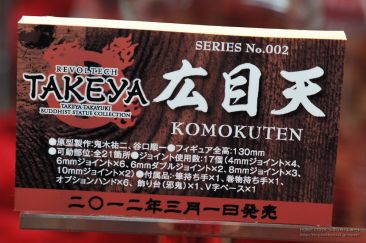 SERIES No.002
REVOLTECH
TAKEYA
TAKEYA TAKAYUKI
BUDDHIST STATUES COLLECTION
広目天
KOMOKUTEN
●原型製作:鬼木祐二、谷口順一●フィギュア全高:130mm
●可動部位:全21箇所●ジョイント使用数:17個(4mmジョイント×4、
6mmジョイント×6、6mmダブルジョイント×2、8mmジョイント×3、
10mmジョイント×2)●付属品:筆持ち手×1、巻物持ち手×1、
オプションハンド×6、飾り台(邪鬼)×1、V字ベース×1
二〇一二年三月一日発売